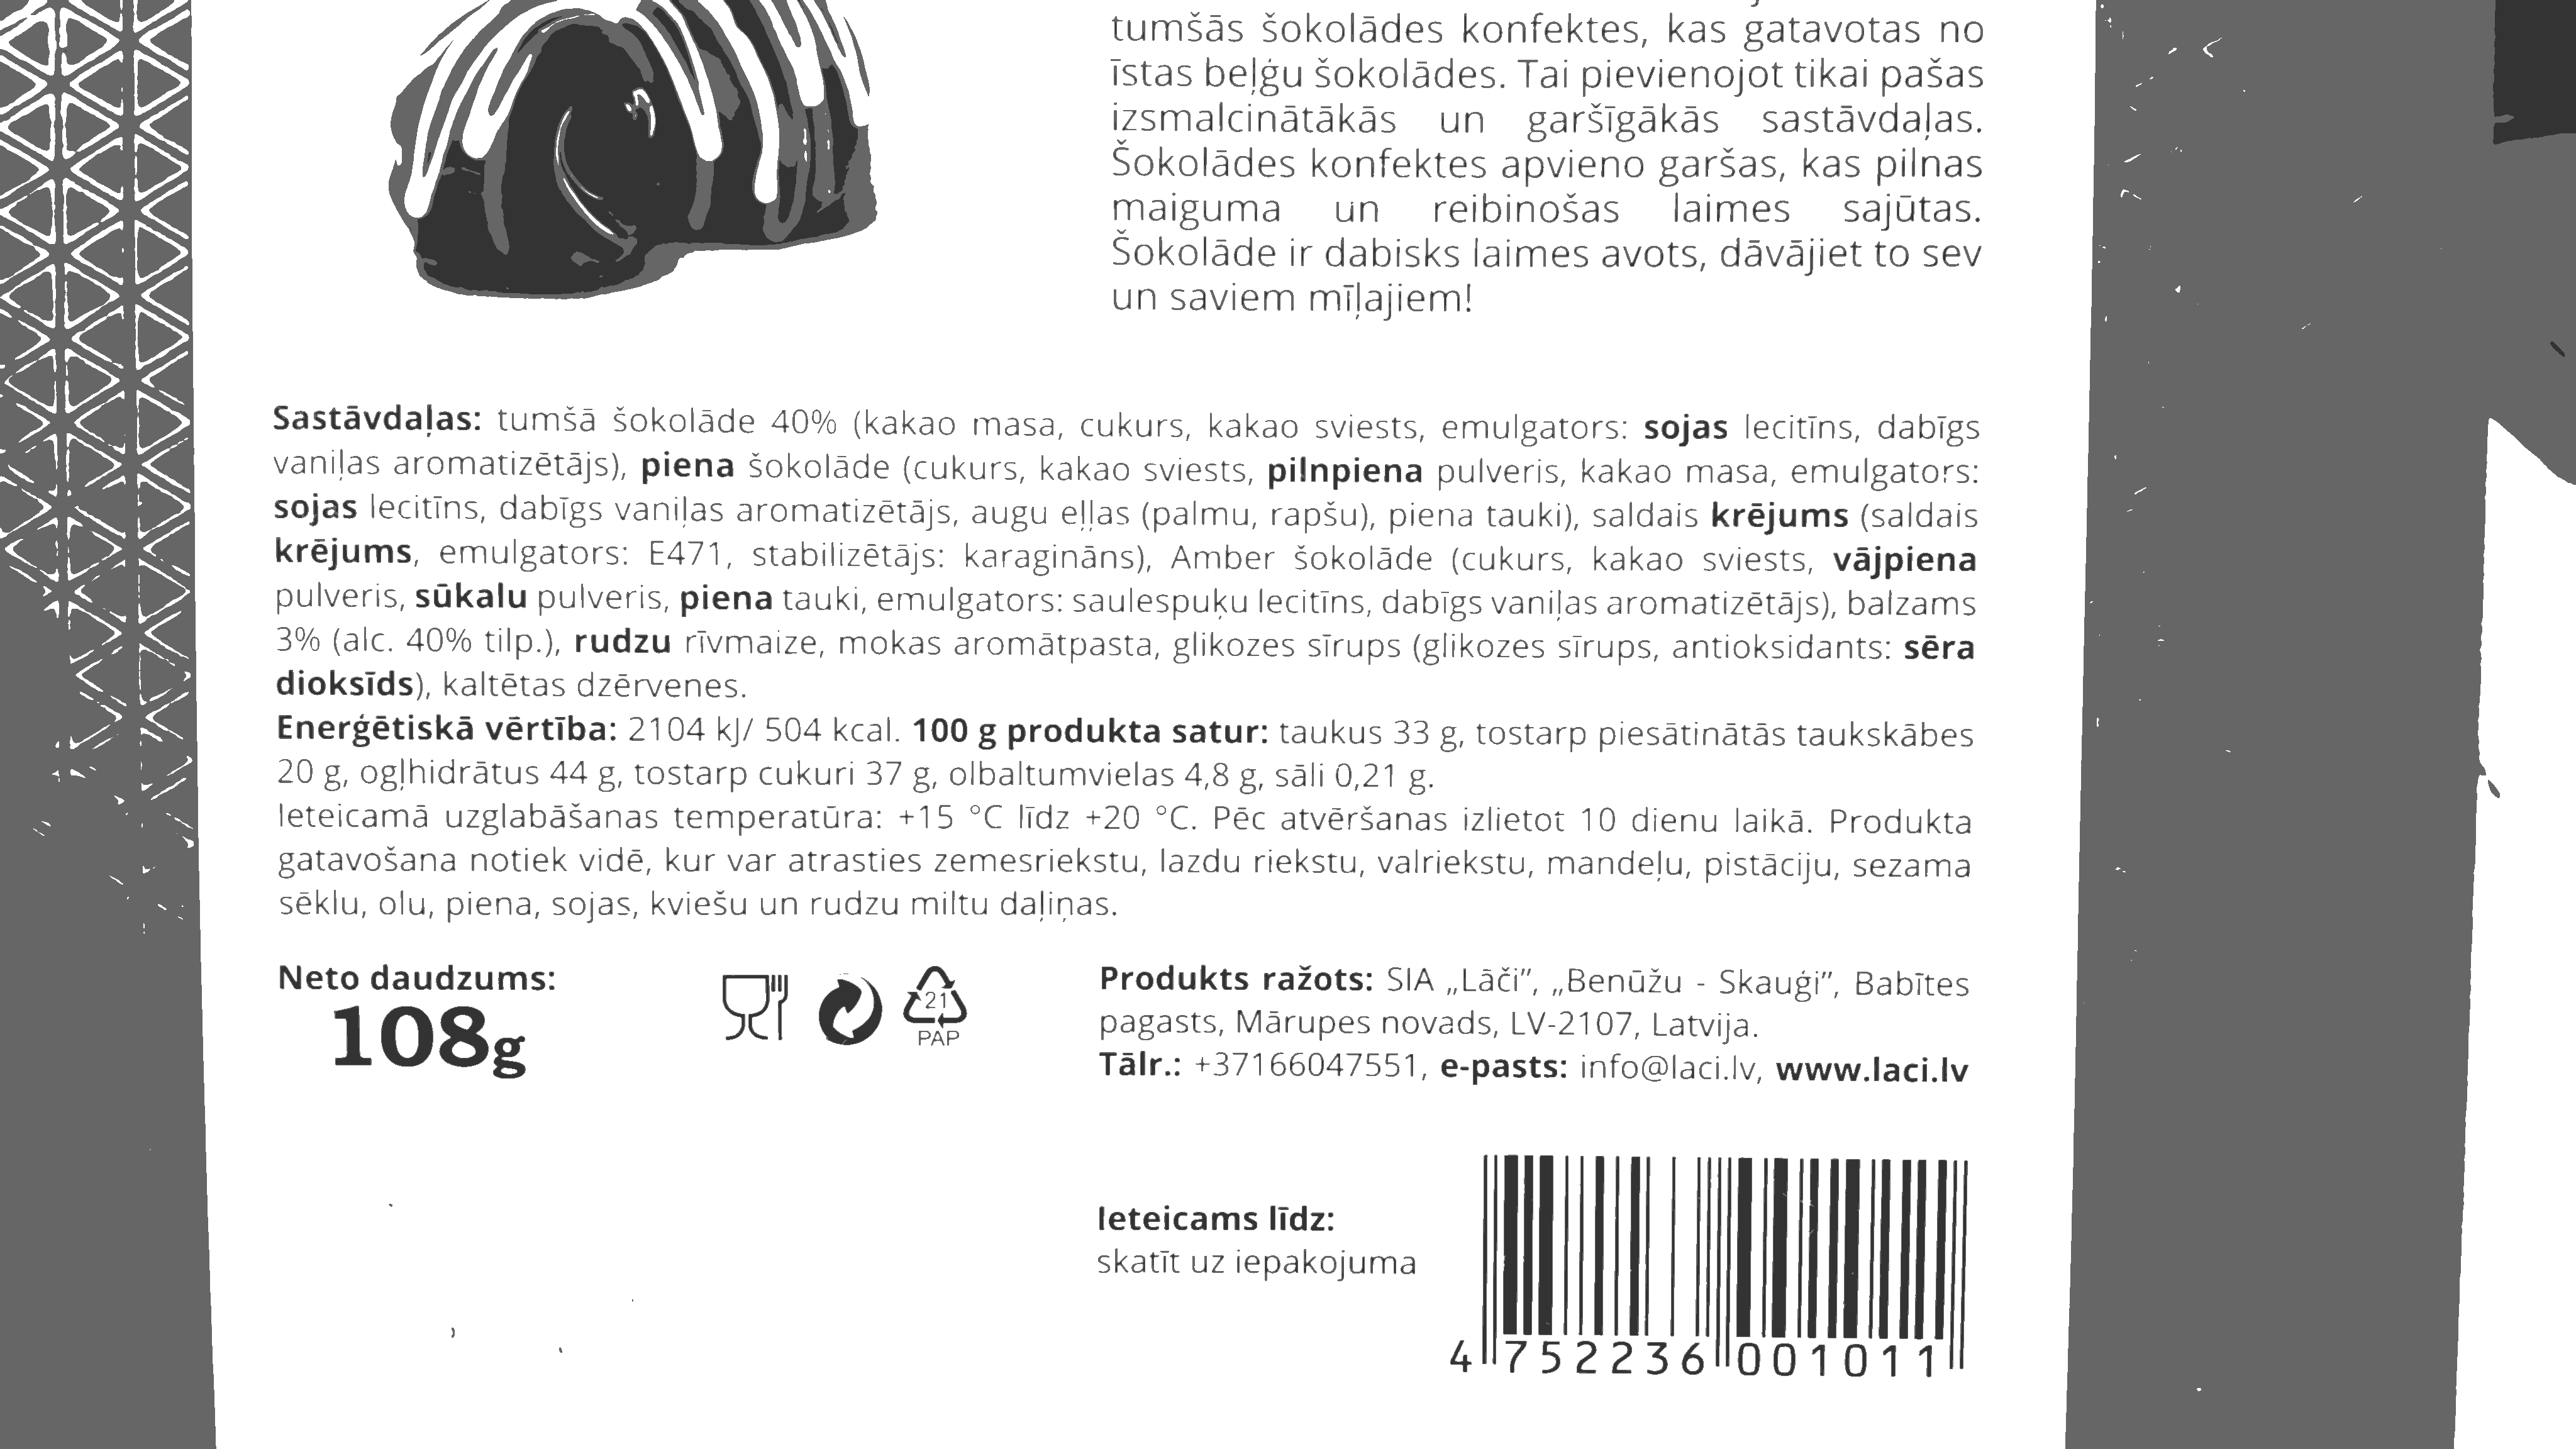 tumšās šokolādes konfektes, kas gatavotas no
īstas beļģu šokolādes. Tai pievienojot tikai pašas
izsmalcinātākās un garšīgākās sastāvdaļas.
Šokolādes konfektes apvieno garšas, kas pilnas
maiguma un reibinošas laimes sajūtas.
Šokolāde ir dabisks laimes avots, dāvājiet to sev
un saviem mīļajiem!
Sastāvdaļas: tumšā šokolāde 40% (kakao masa, cukurs, kakao sviests, emulgators: sojas lecitīns, dabīgs
vaniļas aromatizētājs), piena šokolāde (cukurs, kakao sviests, pilnpiena pulveris, kakao masa, emulgators:
sojas lecitīns, dabīgs vaniļas aromatizētājs, augu eļļas (palmu, rapšu), piena tauki), saldais krējums (saldais
krējums, emulgators: E471, stabilizētājs: karagināns), Amber šokolāde (cukurs, kakao sviests, vājpiena
pulveris, sūkalu pulveris, piena tauki, emulgators: saulespuķu lecitīns, dabīgs vaniļas aromatizētājs), balzams
3% (alc. 40% tilp.), rudzu rīvmaize, mokas aromātpasta, glikozes sīrups (glikozes sīrups, antioksidants: sēra
dioksīds), kaltētas dzērvenes.
Enerģētiskā vērtība: 2104 kJ/ 504 kcal. 100 g produkta satur: taukus 33 g, tostarp piesātinātās taukskābes
20 g, ogļhidrātus 44 g, tostarp cukuri 37 g, olbaltumvielas 4,8 g, sāli 0,21 g.
Ieteicamā uzglabāšanas temperatūra: +15 °C līdz +20 °C. Pēc atvēršanas izlietot 10 dienu laikā. Produkta
gatavošana notiek vidē, kur var atrasties zemesriekstu, lazdu riekstu, valriekstu, mandeļu, pistāciju, sezama
sēklu, olu, piena, sojas, kviešu un rudzu miltu daļiņas.
Neto daudzums:
108g
21
PAP
Produkts ražots: SIA „Lāči”, „Benūžu - Skauģi”, Babītes
pagasts, Mārupes novads, LV-2107, Latvija.
Tālr.: +37166047551, e-pasts: info@laci.lv, www.laci.lv
Ieteicams līdz:
skatīt uz iepakojuma
4 752236 001011